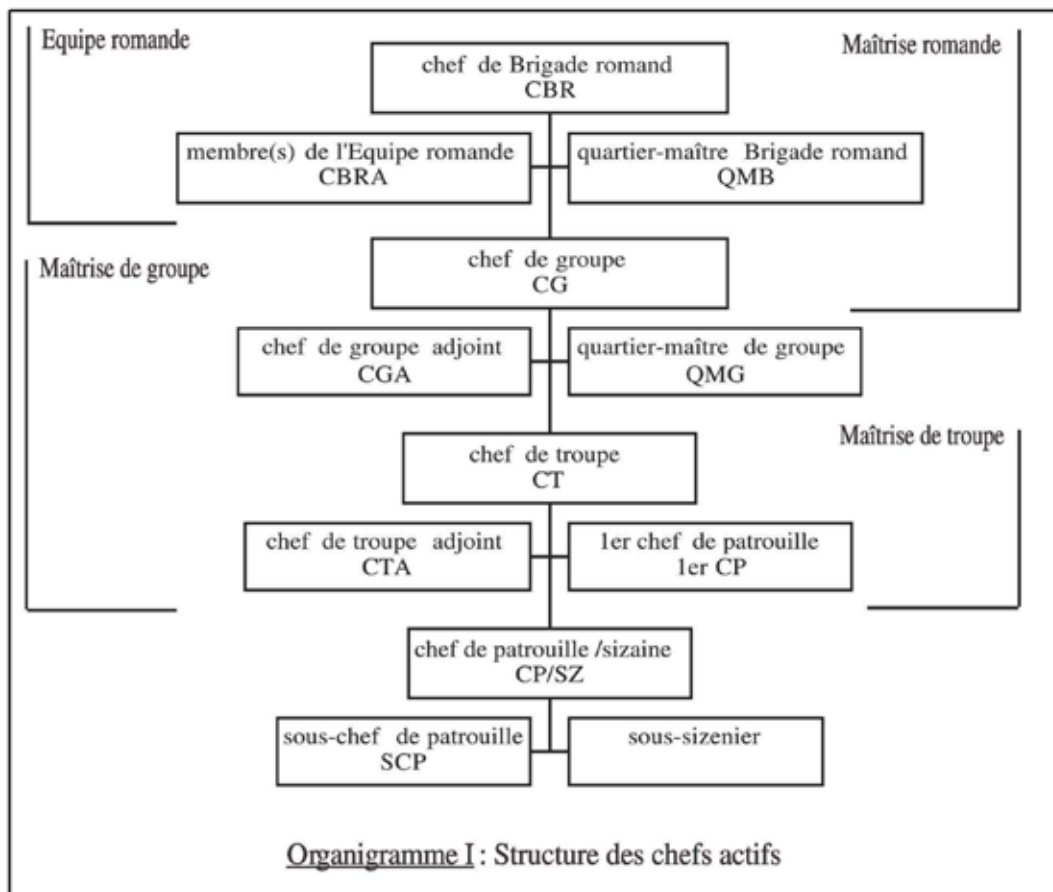 Equipe romande
Maîtrise romande
chef de Brigade romand
CBR
membre(s) de l'Equipe romande
CBRA
quartier-maître Brigade romand
QMB
Maîtrise de groupe
chef de groupe
CG
chef de groupe adjoint
CGA
quartier-maître de groupe
QMG
Maîtrise de troupe
chef de troupe
CT
chef de troupe adjoint
CTA
1er chef de patrouille
1er CP
chef de patrouille /sizaine
CP/SZ
sous-chef de patrouille
SCP
sous-sizenier
Organigramme I : Structure des chefs actifs